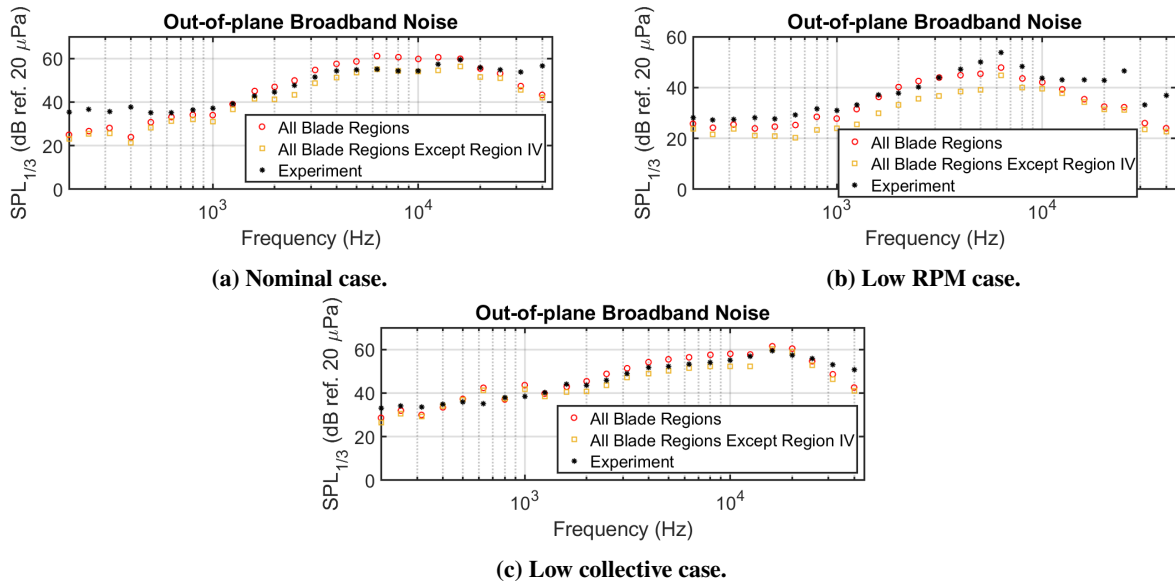 Out-of-plane Broadband Noise
SPL1/3 (dB ref. 20 μPa)
60
40
20
0
All Blade Regions
All Blade Regions Except Region IV
Experiment
10^3
10^4
Frequency (Hz)
(a) Nominal case.
Out-of-plane Broadband Noise
SPL1/3 (dB ref. 20 μPa)
60
40
20
0
All Blade Regions
All Blade Regions Except Region IV
Experiment
10^3
10^4
Frequency (Hz)
(b) Low RPM case.
Out-of-plane Broadband Noise
SPL1/3 (dB ref. 20 μPa)
60
40
20
0
All Blade Regions
All Blade Regions Except Region IV
Experiment
10^3
10^4
Frequency (Hz)
(c) Low collective case.